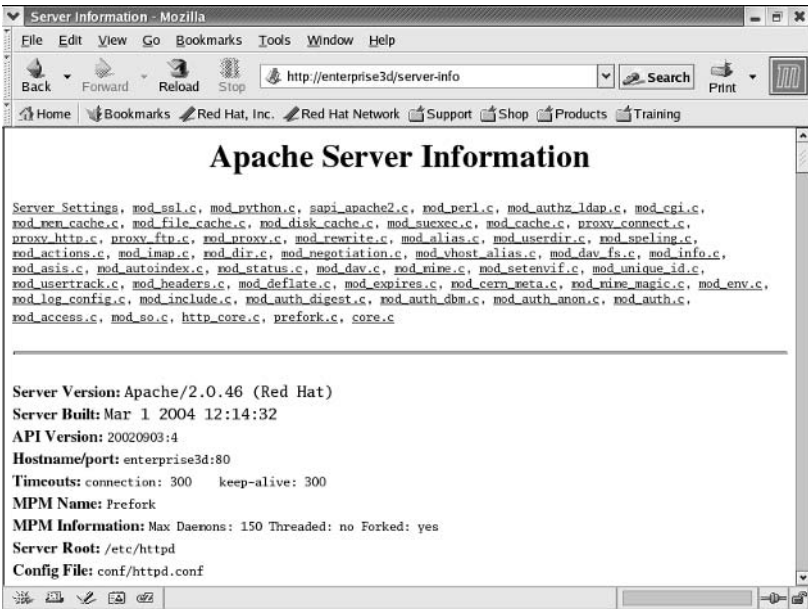 Server Information - Mozilla
File Edit View Go Bookmarks Tools Window Help
Back Forward Reload Stop http://enterprise3d/server-info Search Print
Home Bookmarks Red Hat, Inc. Red Hat Network Support Shop Products Training
Apache Server Information
Server Settings, mod_ssl.c, mod_python.c, sapi_apache2.c, mod_perl.c, mod_authz_ldap.c, mod_cgi.c,
mod_mem_cache.c, mod_file_cache.c, mod_disk_cache.c, mod_suexec.c, mod_cache.c, proxy_connect.c,
proxy_http.c, proxy_ftp.c, mod_proxy.c, mod_rewrite.c, mod_alias.c, mod_userdir.c, mod_speling.c,
mod_actions.c, mod_imap.c, mod_dir.c, mod_negotiation.c, mod_vhost_alias.c, mod_dav_fs.c, mod_info.c,
mod_asis.c, mod_autoindex.c, mod_status.c, mod_dav.c, mod_mime.c, mod_setenvif.c, mod_unique_id.c,
mod_usertrack.c, mod_headers.c, mod_deflate.c, mod_expires.c, mod_cern_meta.c, mod_mime_magic.c, mod_env.c,
mod_log_config.c, mod_include.c, mod_auth_digest.c, mod_auth_dbm.c, mod_auth_anon.c, mod_auth.c,
mod_access.c, mod_so.c, http_core.c, prefork.c, core.c
Server Version: Apache/2.0.46 (Red Hat)
Server Built: Mar 1 2004 12:14:32
API Version: 20020903:4
Hostname/port: enterprise3d:80
Timeouts: connection: 300 keep-alive: 300
MPM Name: Prefork
MPM Information: Max Daemons: 150 Threaded: no Forked: yes
Server Root: /etc/httpd
Config File: conf/httpd.conf